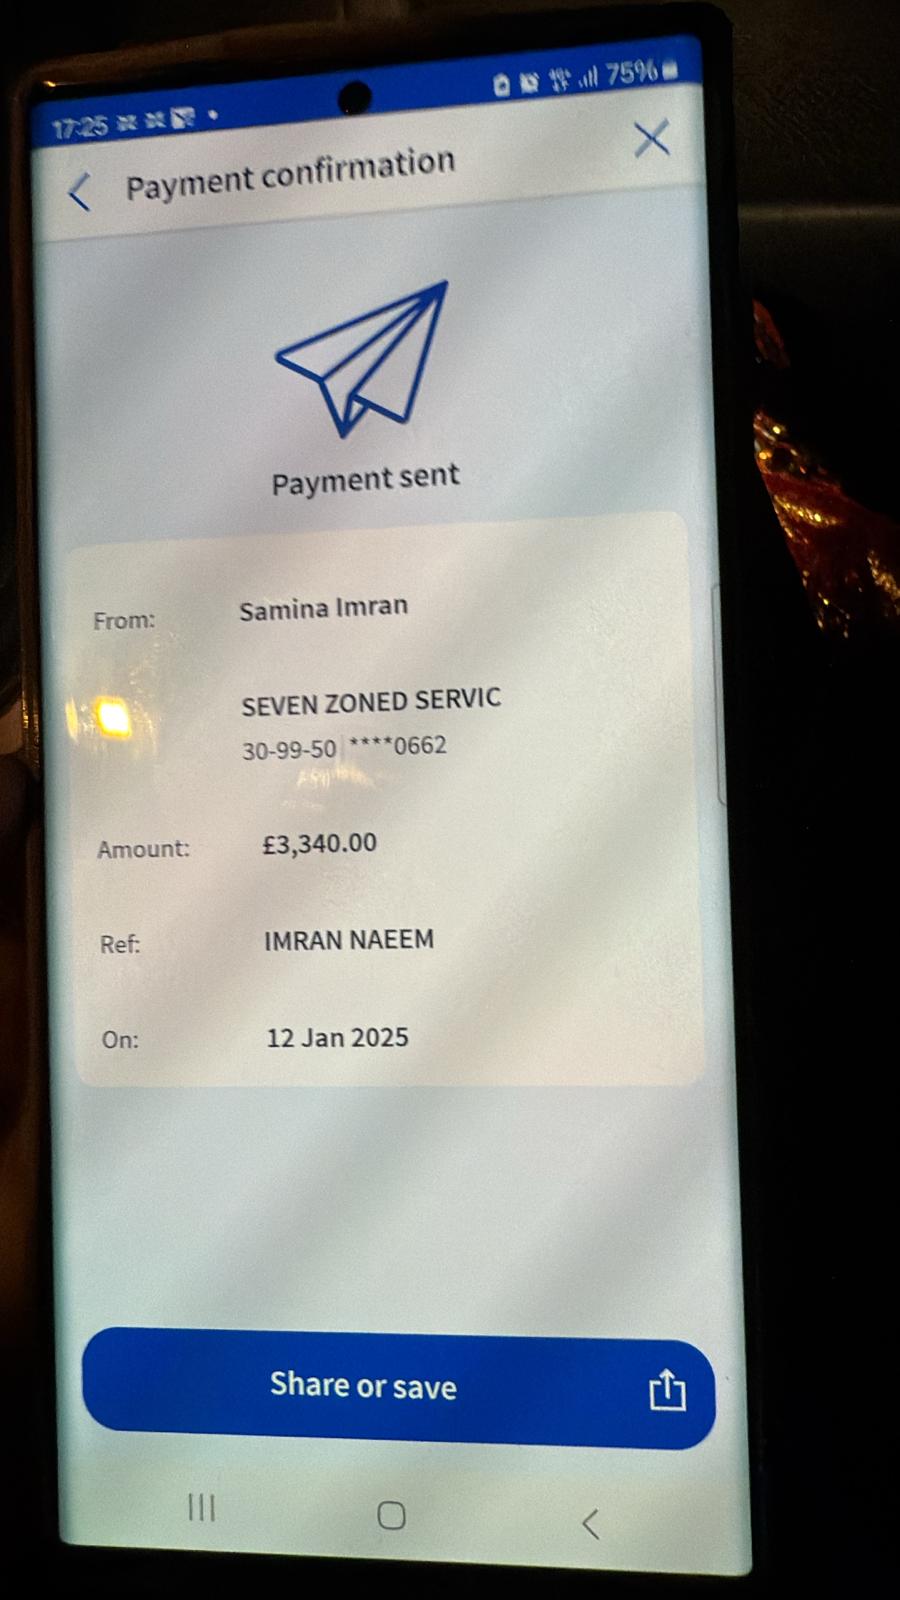 17:25 75%
Payment confirmation
Payment sent
From: Samina Imran
SEVEN ZONED SERVIC
30-99-50 ****0662
Amount: £3,340.00
Ref: IMRAN NAEEM
On: 12 Jan 2025
Share or save